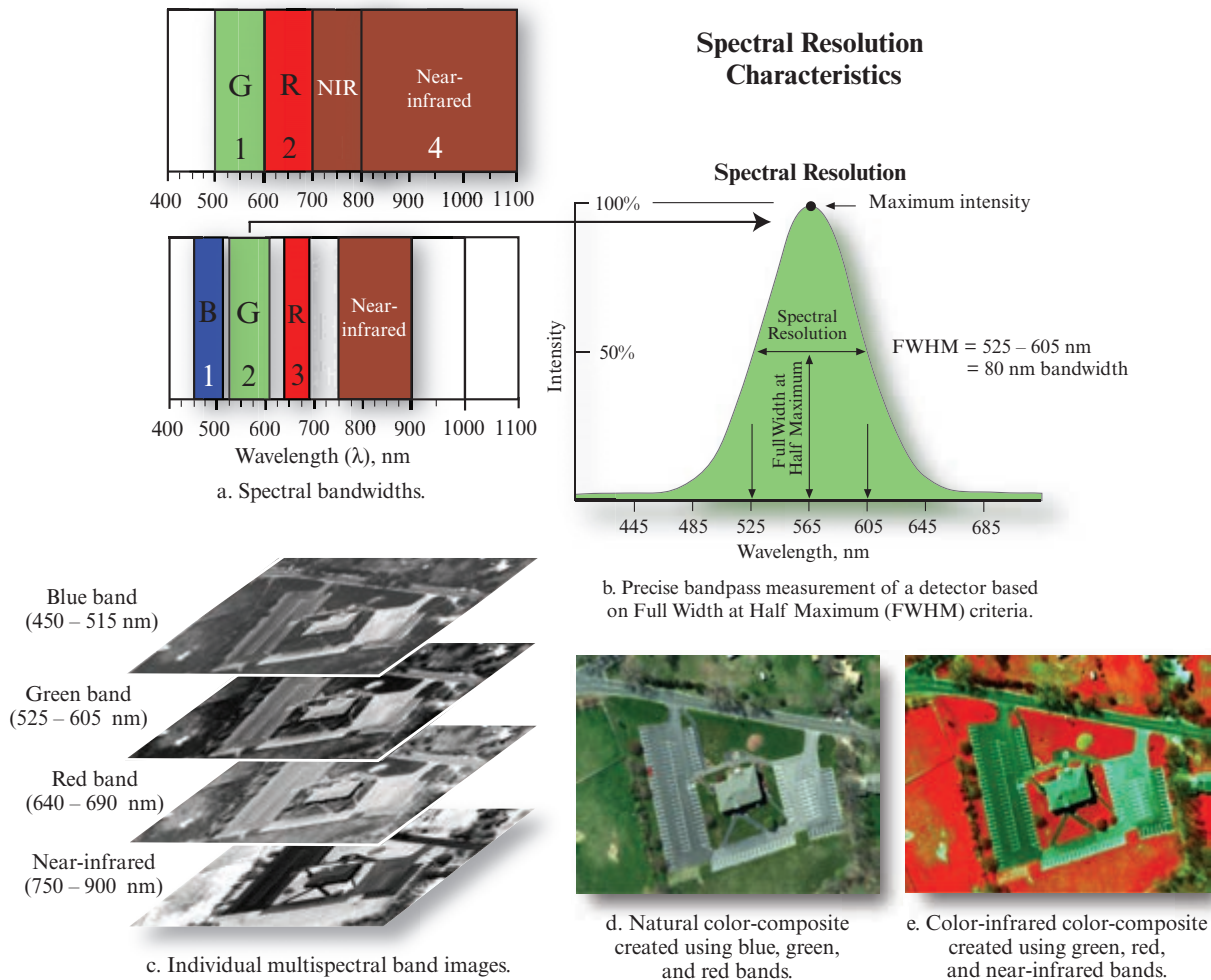 Spectral Resolution
Characteristics
G
R
NIR
Near-
infrared
1
2
4
400 500 600 700 800 900 1000 1100
B
G
R
Near-
infrared
1
2
3
400 500 600 700 800 900 1000 1100
Wavelength (λ), nm
a. Spectral bandwidths.
Spectral Resolution
100%
Maximum intensity
Intensity
Spectral
Resolution
50%
FWHM = 525 – 605 nm
= 80 nm bandwidth
Full Width at
Half Maximum
445 485 525 565 605 645 685
Wavelength, nm
b. Precise bandpass measurement of a detector based
on Full Width at Half Maximum (FWHM) criteria.
Blue band
(450 – 515 nm)
Green band
(525 – 605 nm)
Red band
(640 – 690 nm)
Near-infrared
(750 – 900 nm)
c. Individual multispectral band images.
d. Natural color-composite
created using blue, green,
and red bands.
e. Color-infrared color-composite
created using green, red,
and near-infrared bands.